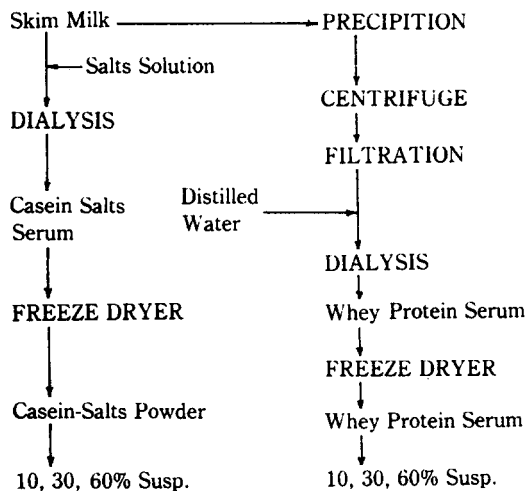 Skim Milk
Salts Solution
DIALYSIS
Casein Salts
Serum
FREEZE DRYER
Casein-Salts Powder
10, 30, 60% Susp.
PRECIPITION
CENTRIFUGE
FILTRATION
Distilled
Water
DIALYSIS
Whey Protein Serum
FREEZE DRYER
Whey Protein Serum
10, 30, 60% Susp.